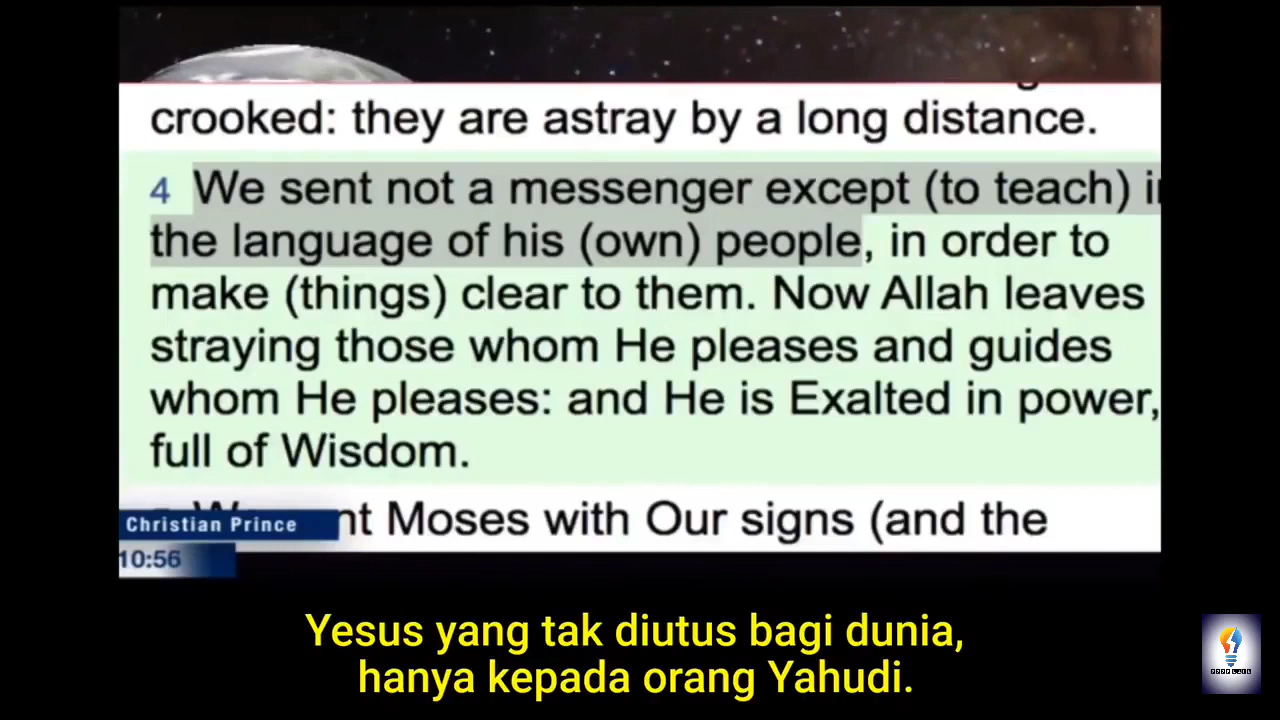 crooked: they are astray by a long distance.
4 We sent not a messenger except (to teach)
the language of his (own) people, in order to
make (things) clear to them. Now Allah leaves
straying those whom He pleases and guides
whom He pleases: and He is Exalted in power,
full of Wisdom.
Moses with Our signs (and the
Christian Prince
10:56
Yesus yang tak diutus bagi dunia,
hanya kepada orang Yahudi.